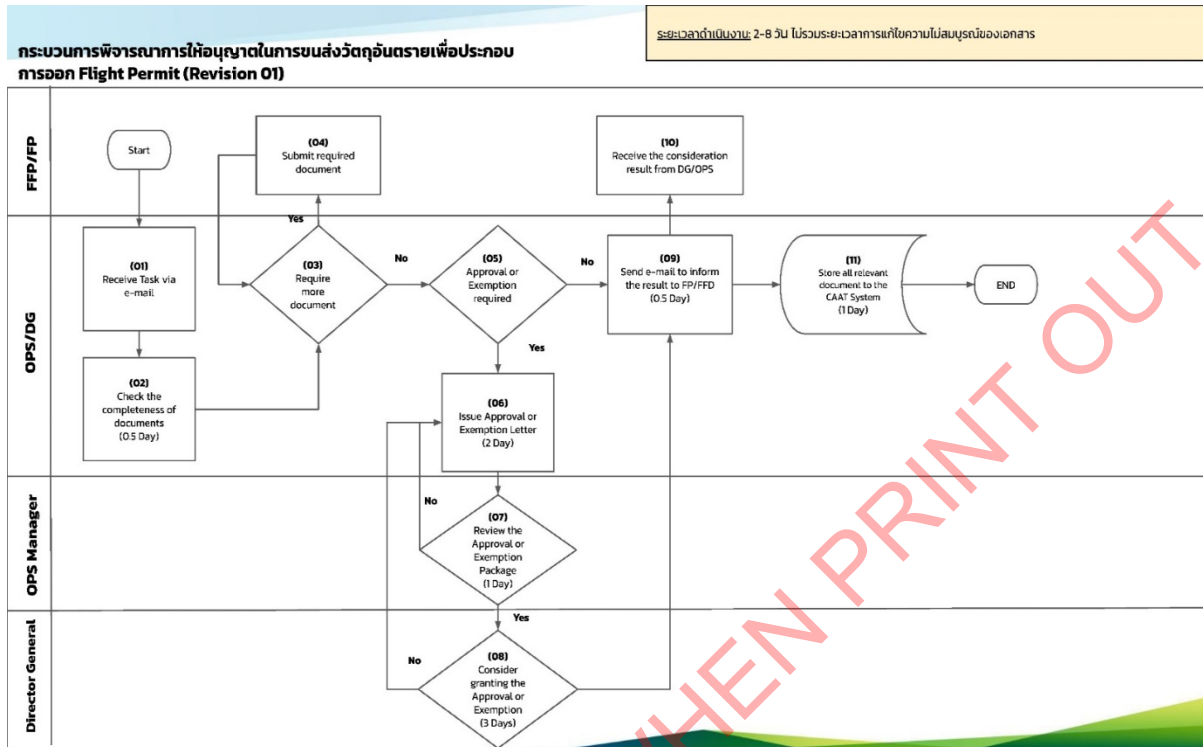 กระบวนการพิจารณาการให้อนุญาตในการขนส่งวัตถุอันตรายเพื่อประกอบ
การออก Flight Permit (Revision 01)
ระยะเวลาดำเนินงาน: 2-8 วัน ไม่รวมระยะเวลาการแก้ไขความไม่สมบูรณ์ของเอกสาร
FFP/FP
Start
(04)
Submit required
document
(10)
Receive the consideration
result from DG/OPS
OPS/DG
(01)
Receive Task via
e-mail
(02)
Check the
completeness of
documents
(0.5 Day)
Yes
(03)
Require
more
document
No
(05)
Approval or
Exemption
required
No
(09)
Send e-mail to inform
the result to FP/FFD
(0.5 Day)
(11)
Store all relevant
document to the
CAAT System
(1 Day)
END
Yes
(06)
Issue Approval or
Exemption Letter
(2 Day)
OPS Manager
No
(07)
Review the
Approval or
Exemption
Package
(1 Day)
Yes
Director General
No
(08)
Consider
granting the
Approval or
Exemption
(3 Days)
WHEN PRINT OUT